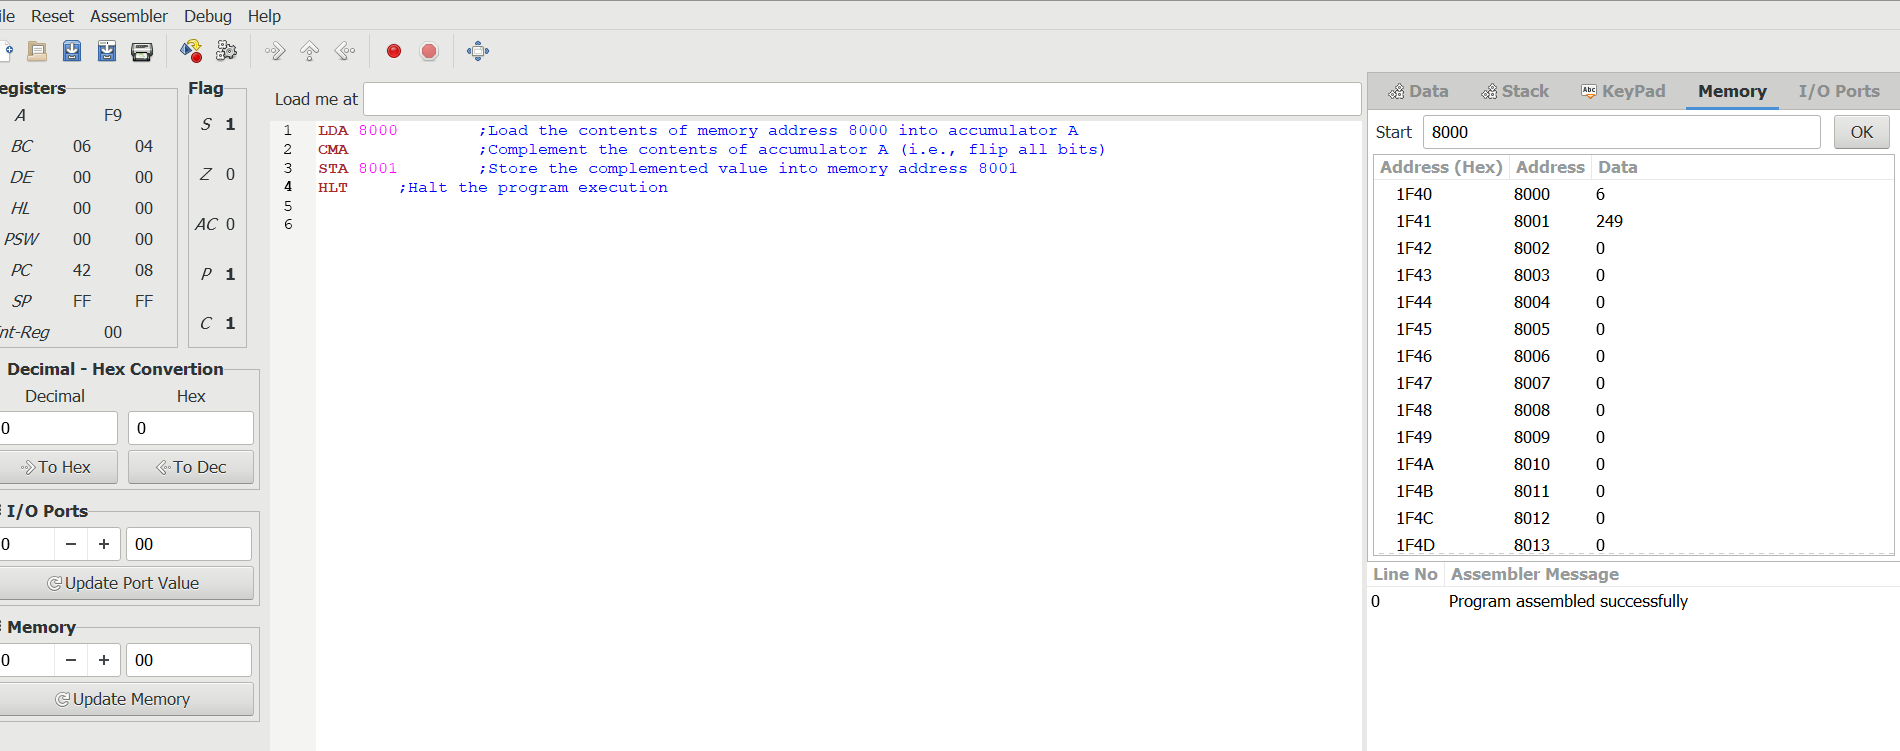 ile Reset Assembler Debug Help
egisters
A F9
BC 06 04
DE 00 00
HL 00 00
PSW 00 00
PC 42 08
SP FF FF
nt-Reg 00
Flag
S 1
Z 0
AC 0
P 1
C 1
Decimal - Hex Convertion
Decimal Hex
0 0
To Hex To Dec
I/O Ports
0 − + 00
Update Port Value
Memory
0 − + 00
Update Memory
Load me at
1 LDA 8000 ;Load the contents of memory address 8000 into accumulator A
2 CMA ;Complement the contents of accumulator A (i.e., flip all bits)
3 STA 8001 ;Store the complemented value into memory address 8001
4 HLT ;Halt the program execution
5
6
Data Stack Abc KeyPad Memory I/O Ports
Start 8000 OK
Address (Hex) Address Data
1F40 8000 6
1F41 8001 249
1F42 8002 0
1F43 8003 0
1F44 8004 0
1F45 8005 0
1F46 8006 0
1F47 8007 0
1F48 8008 0
1F49 8009 0
1F4A 8010 0
1F4B 8011 0
1F4C 8012 0
1F4D 8013 0
Line No Assembler Message
0 Program assembled successfully